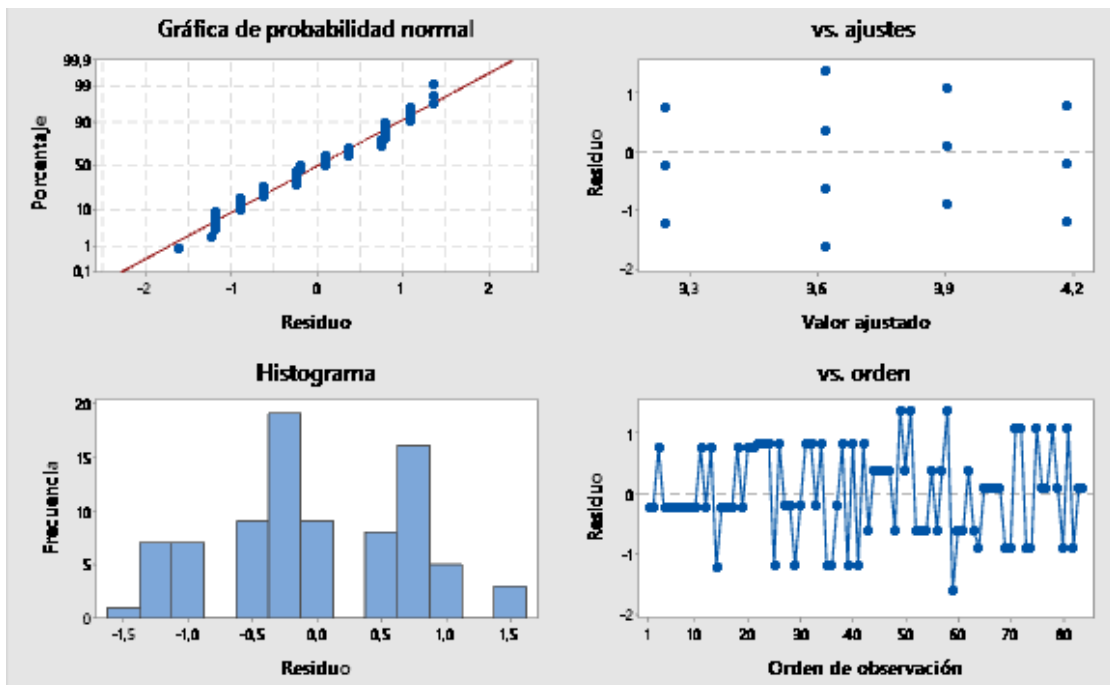 Gráfica de probabilidad normal
99,9
99
90
50
10
1
0,1
Porcentaje
-2 -1 0 1 2
Residuo
vs. ajustes
1
0
-1
-2
Residuo
3,3 3,6 3,9 4,2
Valor ajustado
Histograma
20
15
10
5
0
Frecuencia
-1,5 -1,0 -0,5 0,0 0,5 1,0 1,5
Residuo
vs. orden
1
0
-1
-2
Residuo
1 10 20 30 40 50 60 70 80
Orden de observación